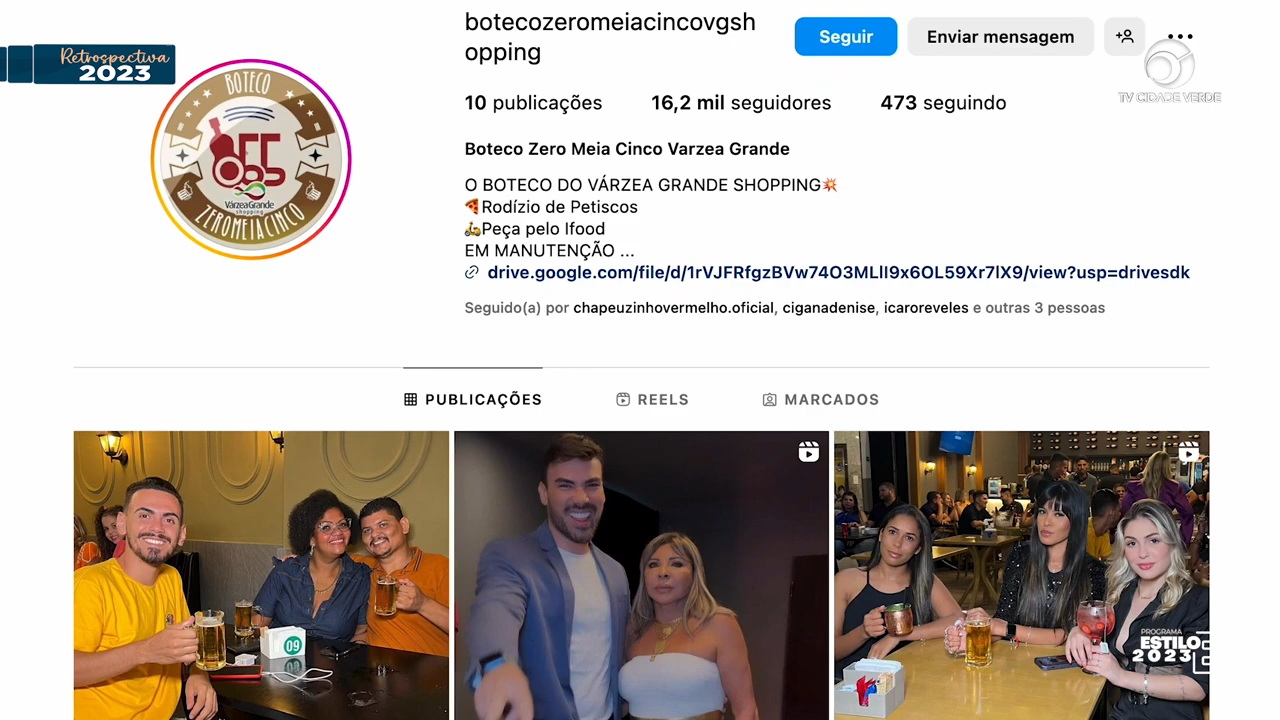 botecozeromeiacincovgsh
opping
Seguir
Enviar mensagem
Retrospectiva
2023
TV CIDADE VERDE
10 publicações
16,2 mil seguidores
473 seguindo
BOTECO
065
Várzea Grande
shopping
ZEROMEIACINCO
Boteco Zero Meia Cinco Varzea Grande
O BOTECO DO VÁRZEA GRANDE SHOPPING💥
🍕Rodízio de Petiscos
🛵Peça pelo Ifood
EM MANUTENÇÃO ...
drive.google.com/file/d/1rVJFRfgzBVw74O3MLlI9x6OL59Xr7lX9/view?usp=drivesdk
Seguido(a) por chapeuzinhovermelho.oficial, ciganadenise, icaroreveles e outras 3 pessoas
PUBLICAÇÕES
REELS
MARCADOS
09
PROGRAMA
ESTILO
2023